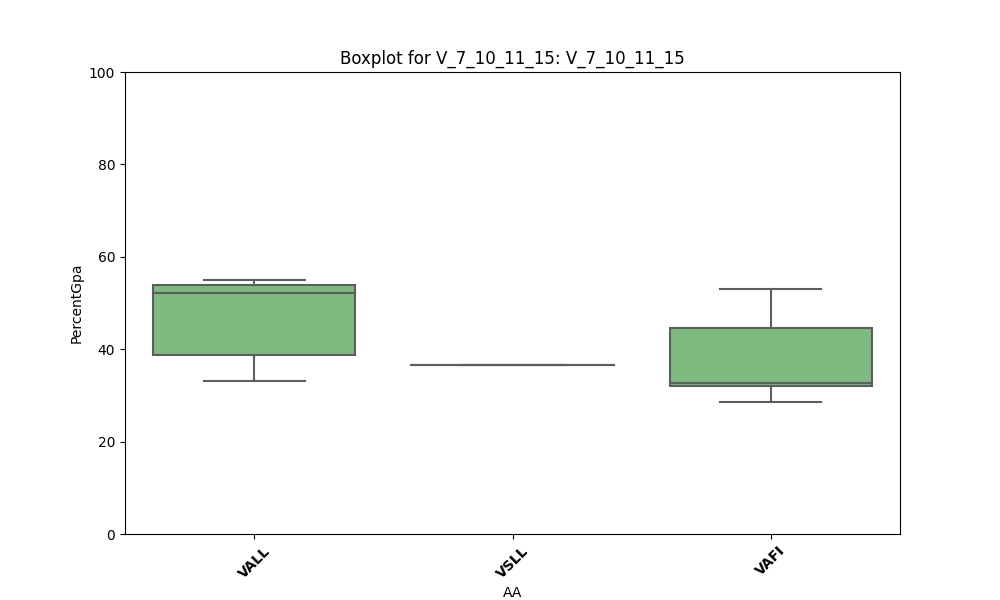 Boxplot for V_7_10_11_15: V_7_10_11_15
100
80
60
40
20
0
PercentGpa
VALL
VSLL
VAFI
AA